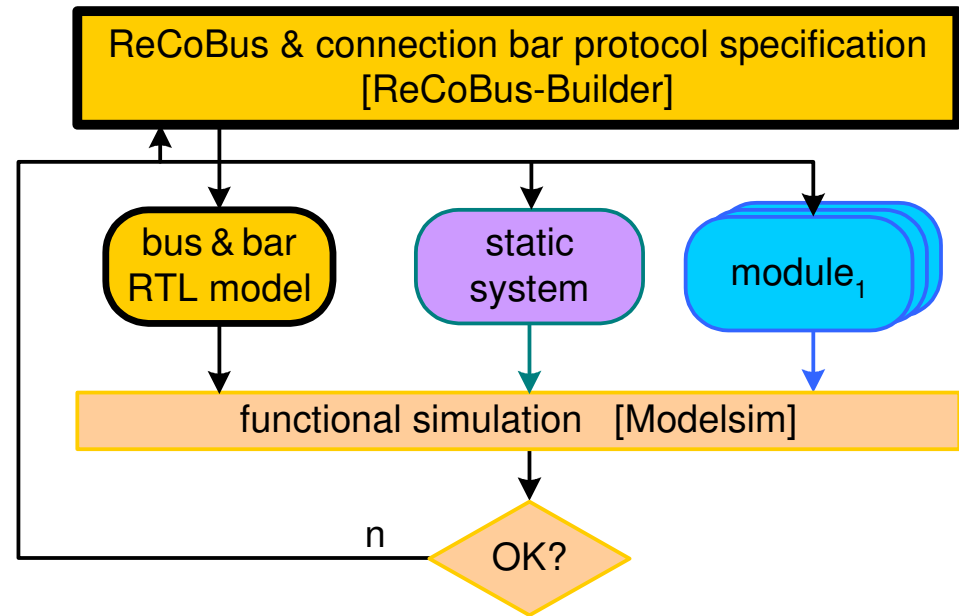 ReCoBus & connection bar protocol specification
[ReCoBus-Builder]
bus & bar
RTL model
static
system
module₁
functional simulation [Modelsim]
n
OK?